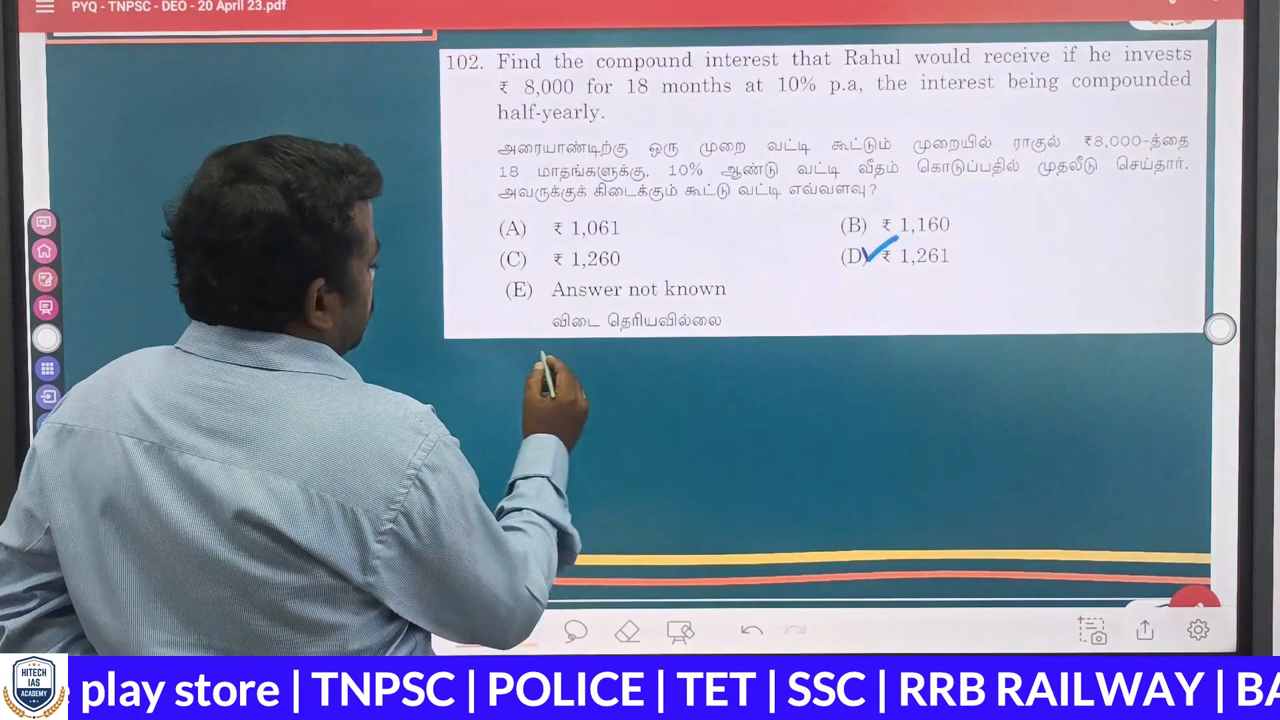 PYQ - TNPSC - DEO - 20 April 23.pdf
102. Find the compound interest that Rahul would receive if he invests
₹ 8,000 for 18 months at 10% p.a, the interest being compounded
half-yearly.
அரையாண்டிற்கு ஒரு முறை வட்டி கூட்டும் முறையில் ராகுல் ₹8,000-த்தை
18 மாதங்களுக்கு, 10% ஆண்டு வட்டி வீதம் கொடுப்பதில் முதலீடு செய்தார்.
அவருக்குக் கிடைக்கும் கூட்டு வட்டி எவ்வளவு?
(A) ₹ 1,061 (B) ₹ 1,160
(C) ₹ 1,260 (D) ₹ 1,261
(E) Answer not known
விடை தெரியவில்லை
HITECH
IAS
ACADEMY
play store | TNPSC | POLICE | TET | SSC | RRB RAILWAY | BA